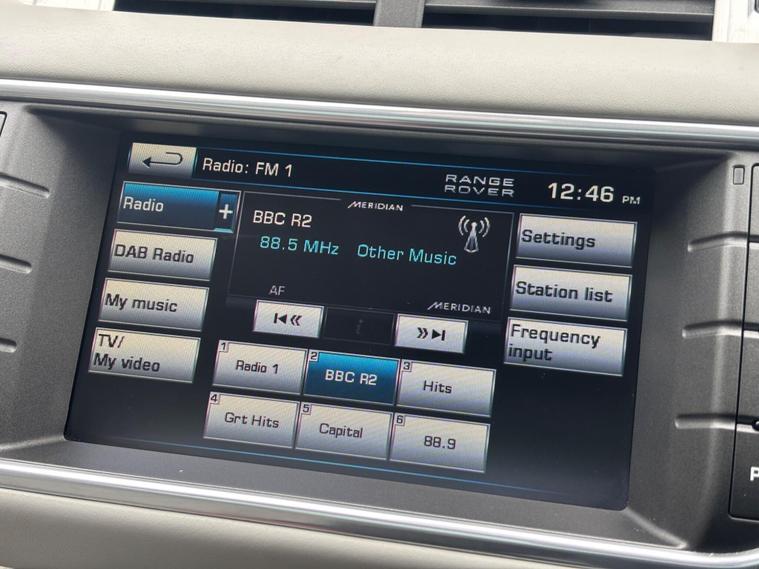 Radio: FM 1
RANGE
ROVER
12:46 PM
Radio +
MERIDIAN
BBC R2
88.5 MHz Other Music
Settings
DAB Radio
Station list
My music
AF
MERIDIAN
i
Frequency
input
TV/
My video
1 Radio 1
2 BBC R2
3 Hits
4 Grt Hits
5 Capital
6 88.9
P